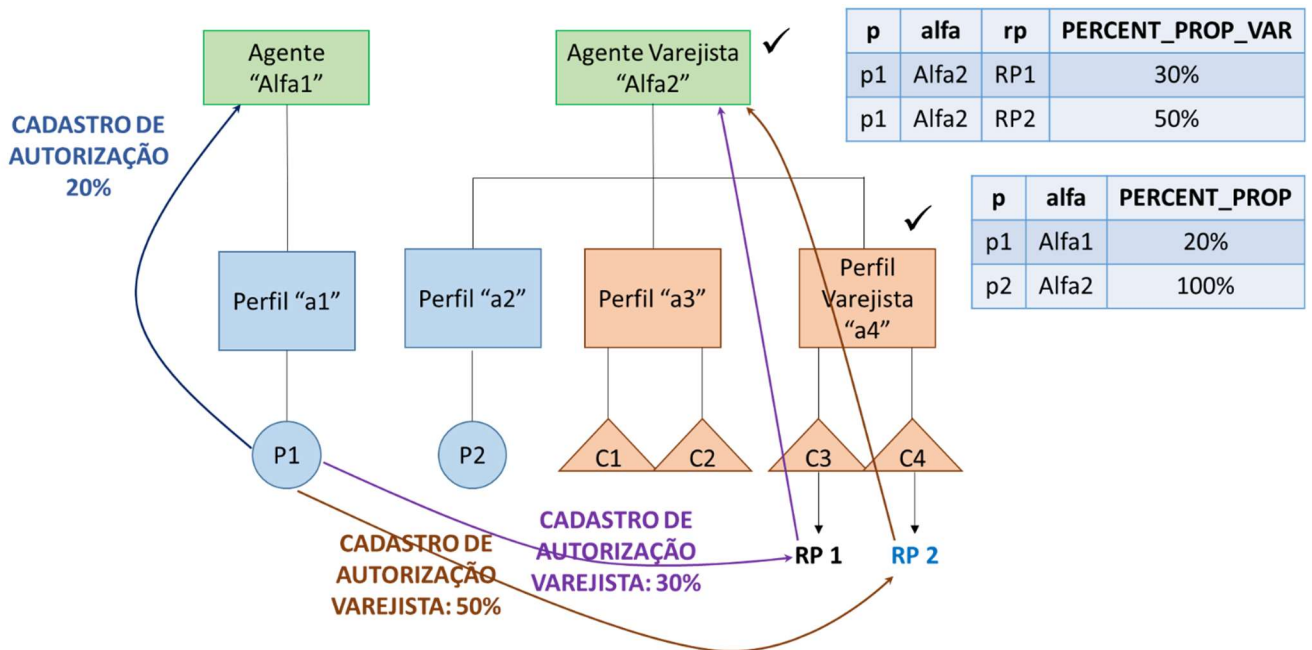 Agente
“Alfa1”
Agente Varejista
“Alfa2”
✓
p alfa rp PERCENT_PROP_VAR
p1 Alfa2 RP1 30%
p1 Alfa2 RP2 50%
CADASTRO DE
AUTORIZAÇÃO
20%
p alfa PERCENT_PROP
p1 Alfa1 20%
p2 Alfa2 100%
✓
Perfil “a1”
Perfil “a2”
Perfil “a3”
Perfil
Varejista
“a4”
P1
P2
C1
C2
C3
C4
CADASTRO DE
AUTORIZAÇÃO
VAREJISTA: 50%
CADASTRO DE
AUTORIZAÇÃO
VAREJISTA: 30%
RP 1
RP 2